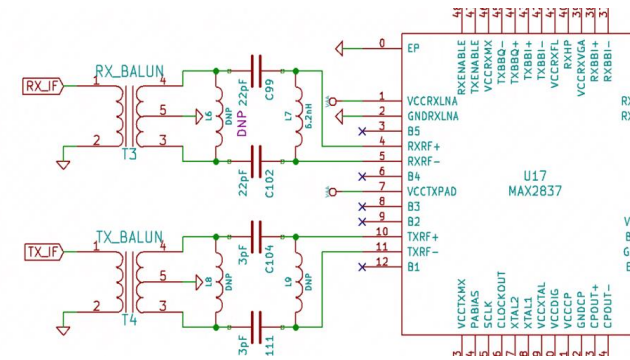 RX_IF
RX_BALUN
1
2
4
5
3
T3
L6
DNP
DNP
22pF
C99
22pF
C102
L7
6.2nH
TX_IF
TX_BALUN
1
2
4
5
3
T4
L8
DNP
3pF
C104
3pF
111
L9
DNP
0
EP
1
VCCRXLNA
2
GNDRXLNA
3
B5
4
RXRF+
5
RXRF-
6
B4
7
VCCTXPAD
8
B3
9
B2
10
TXRF+
11
TXRF-
12
B1
RXENABLE
TXENABLE
VCCRXMX
TXBBQ-
TXBBQ+
TXBBI+
TXBBI-
VCCRXFL
RXHP
VCCRXVGA
RXBBI+
RXBBI-
U17
MAX2837
VCCTXMX
PABIAS
SCLK
CLOCKOUT
XTAL2
XTAL1
VCCXTAL
VCCDIG
VCCCP
GNDCP
CPOUT+
CPOUT-